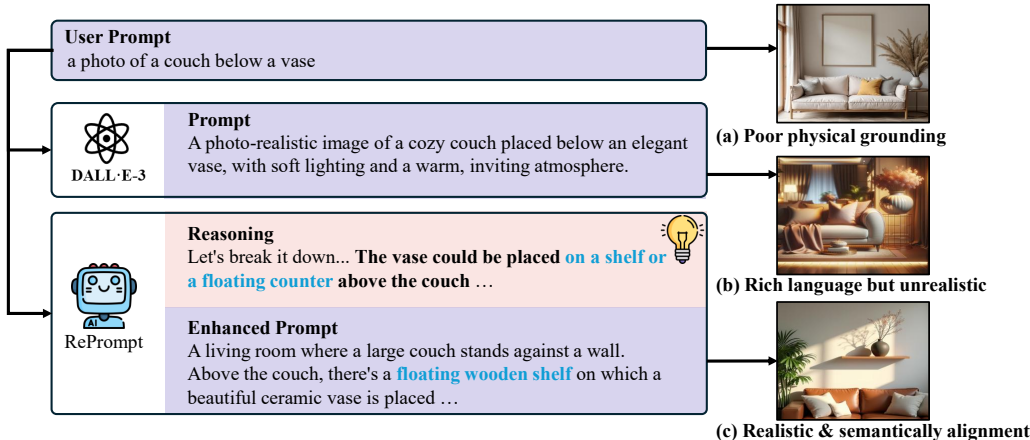 User Prompt
a photo of a couch below a vase
(a) Poor physical grounding
DALL·E-3
Prompt
A photo-realistic image of a cozy couch placed below an elegant
vase, with soft lighting and a warm, inviting atmosphere.
(b) Rich language but unrealistic
AI
RePrompt
Reasoning
Let's break it down... The vase could be placed on a shelf or
a floating counter above the couch …
Enhanced Prompt
A living room where a large couch stands against a wall.
Above the couch, there's a floating wooden shelf on which a
beautiful ceramic vase is placed …
(c) Realistic & semantically alignment